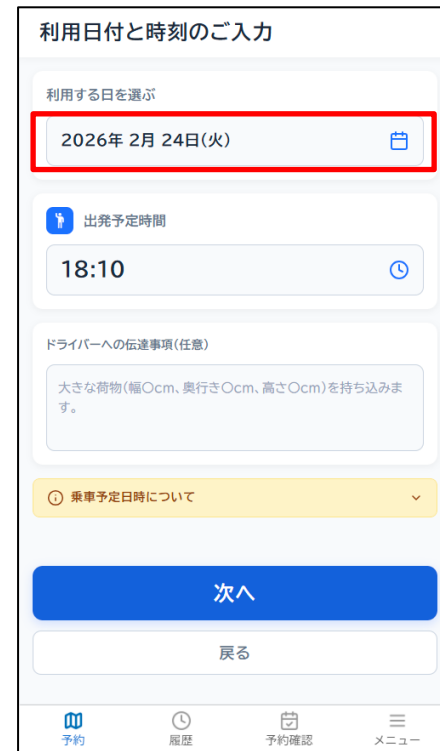 利用日付と時刻のご入力
利用する日を選ぶ
2026年 2月 24日(火)
出発予定時間
18:10
ドライバーへの伝達事項(任意)
大きな荷物(幅〇cm、奥行き〇cm、高さ〇cm)を持ち込みま
す。
乗車予定日時について
次へ
戻る
予約
履歴
予約確認
メニュー